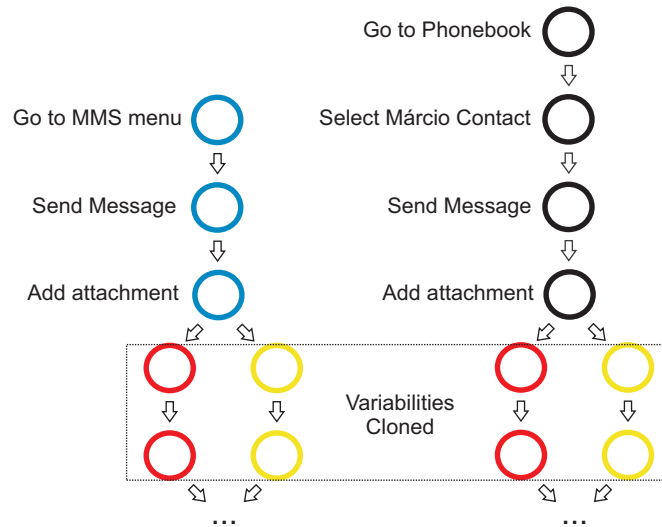 Go to Phonebook
Go to MMS menu
Select Márcio Contact
Send Message
Send Message
Add attachment
Add attachment
Variabilities
Cloned
...
...